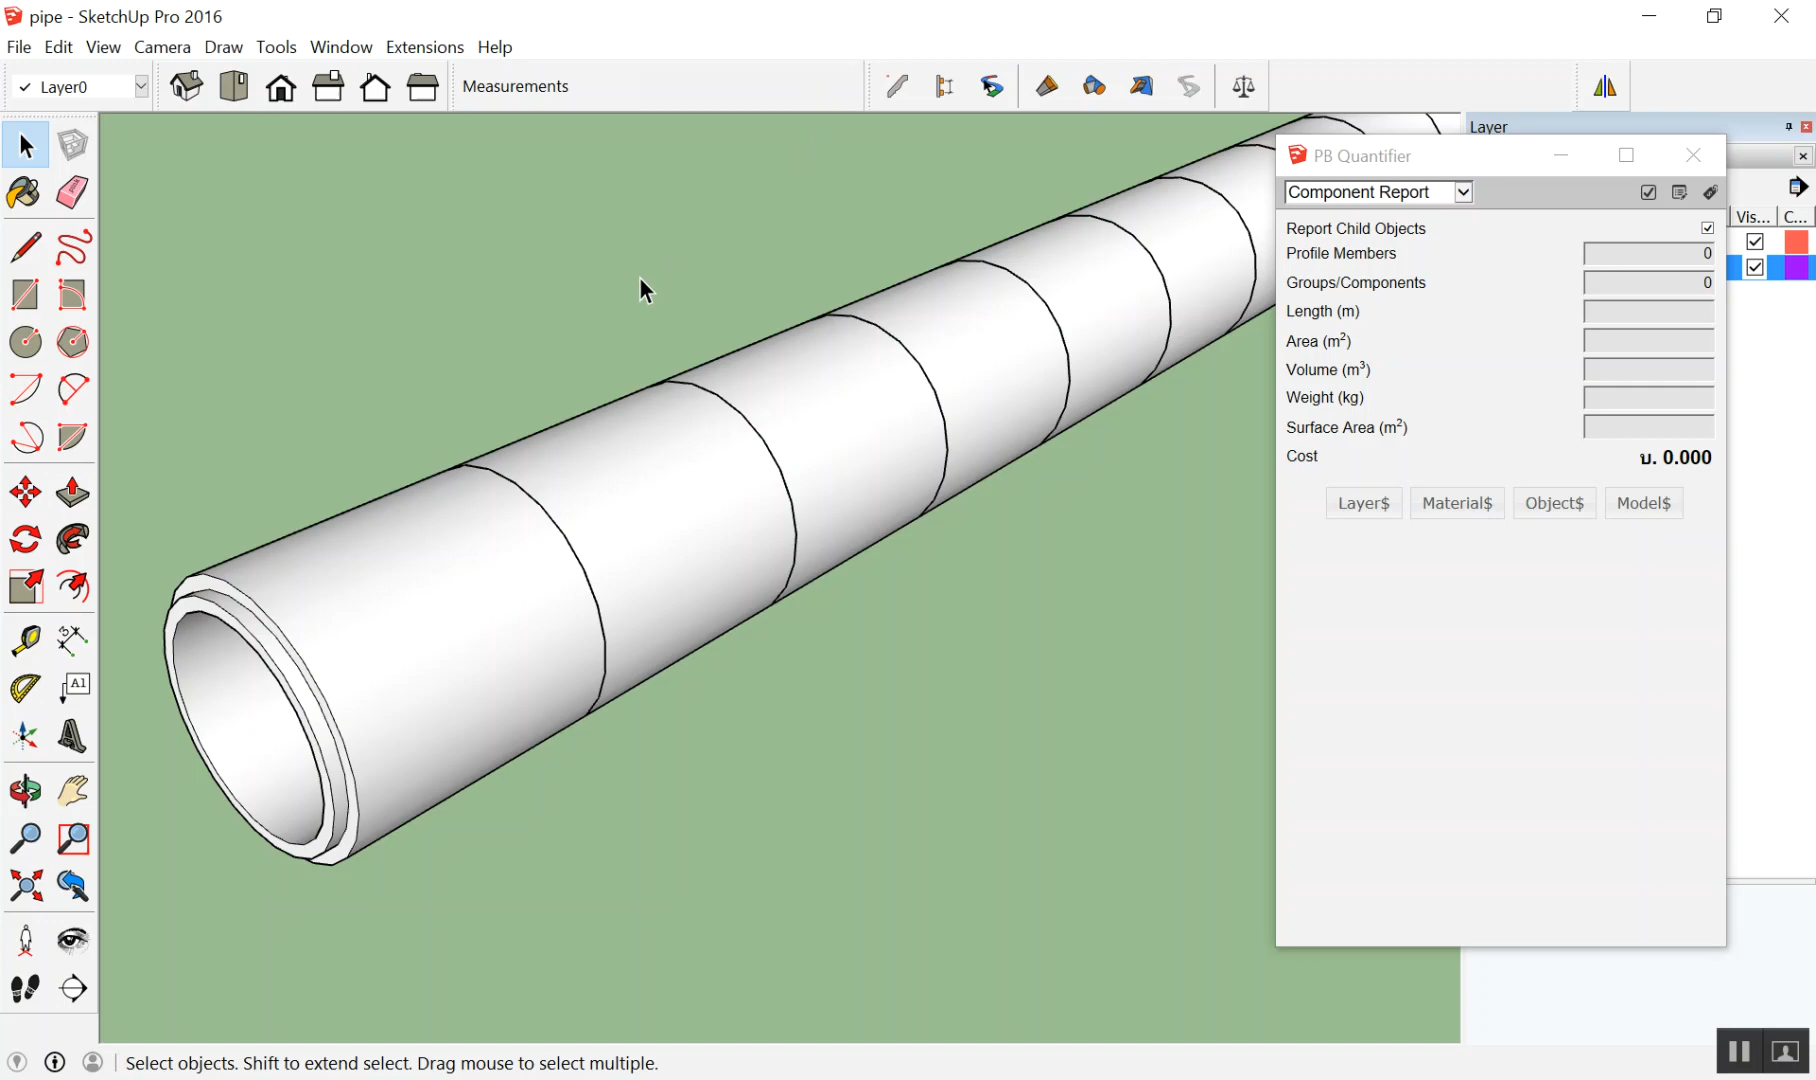 pipe - SketchUp Pro 2016
File Edit View Camera Draw Tools Window Extensions Help
Layer0
Measurements
Layer
PB Quantifier
Component Report
Vis... C...
Report Child Objects
Profile Members 0
Groups/Components 0
Length (m)
Area (m²)
Volume (m³)
Weight (kg)
Surface Area (m²)
Cost บ. 0.000
Layer$ Material$ Object$ Model$
A1
Select objects. Shift to extend select. Drag mouse to select multiple.